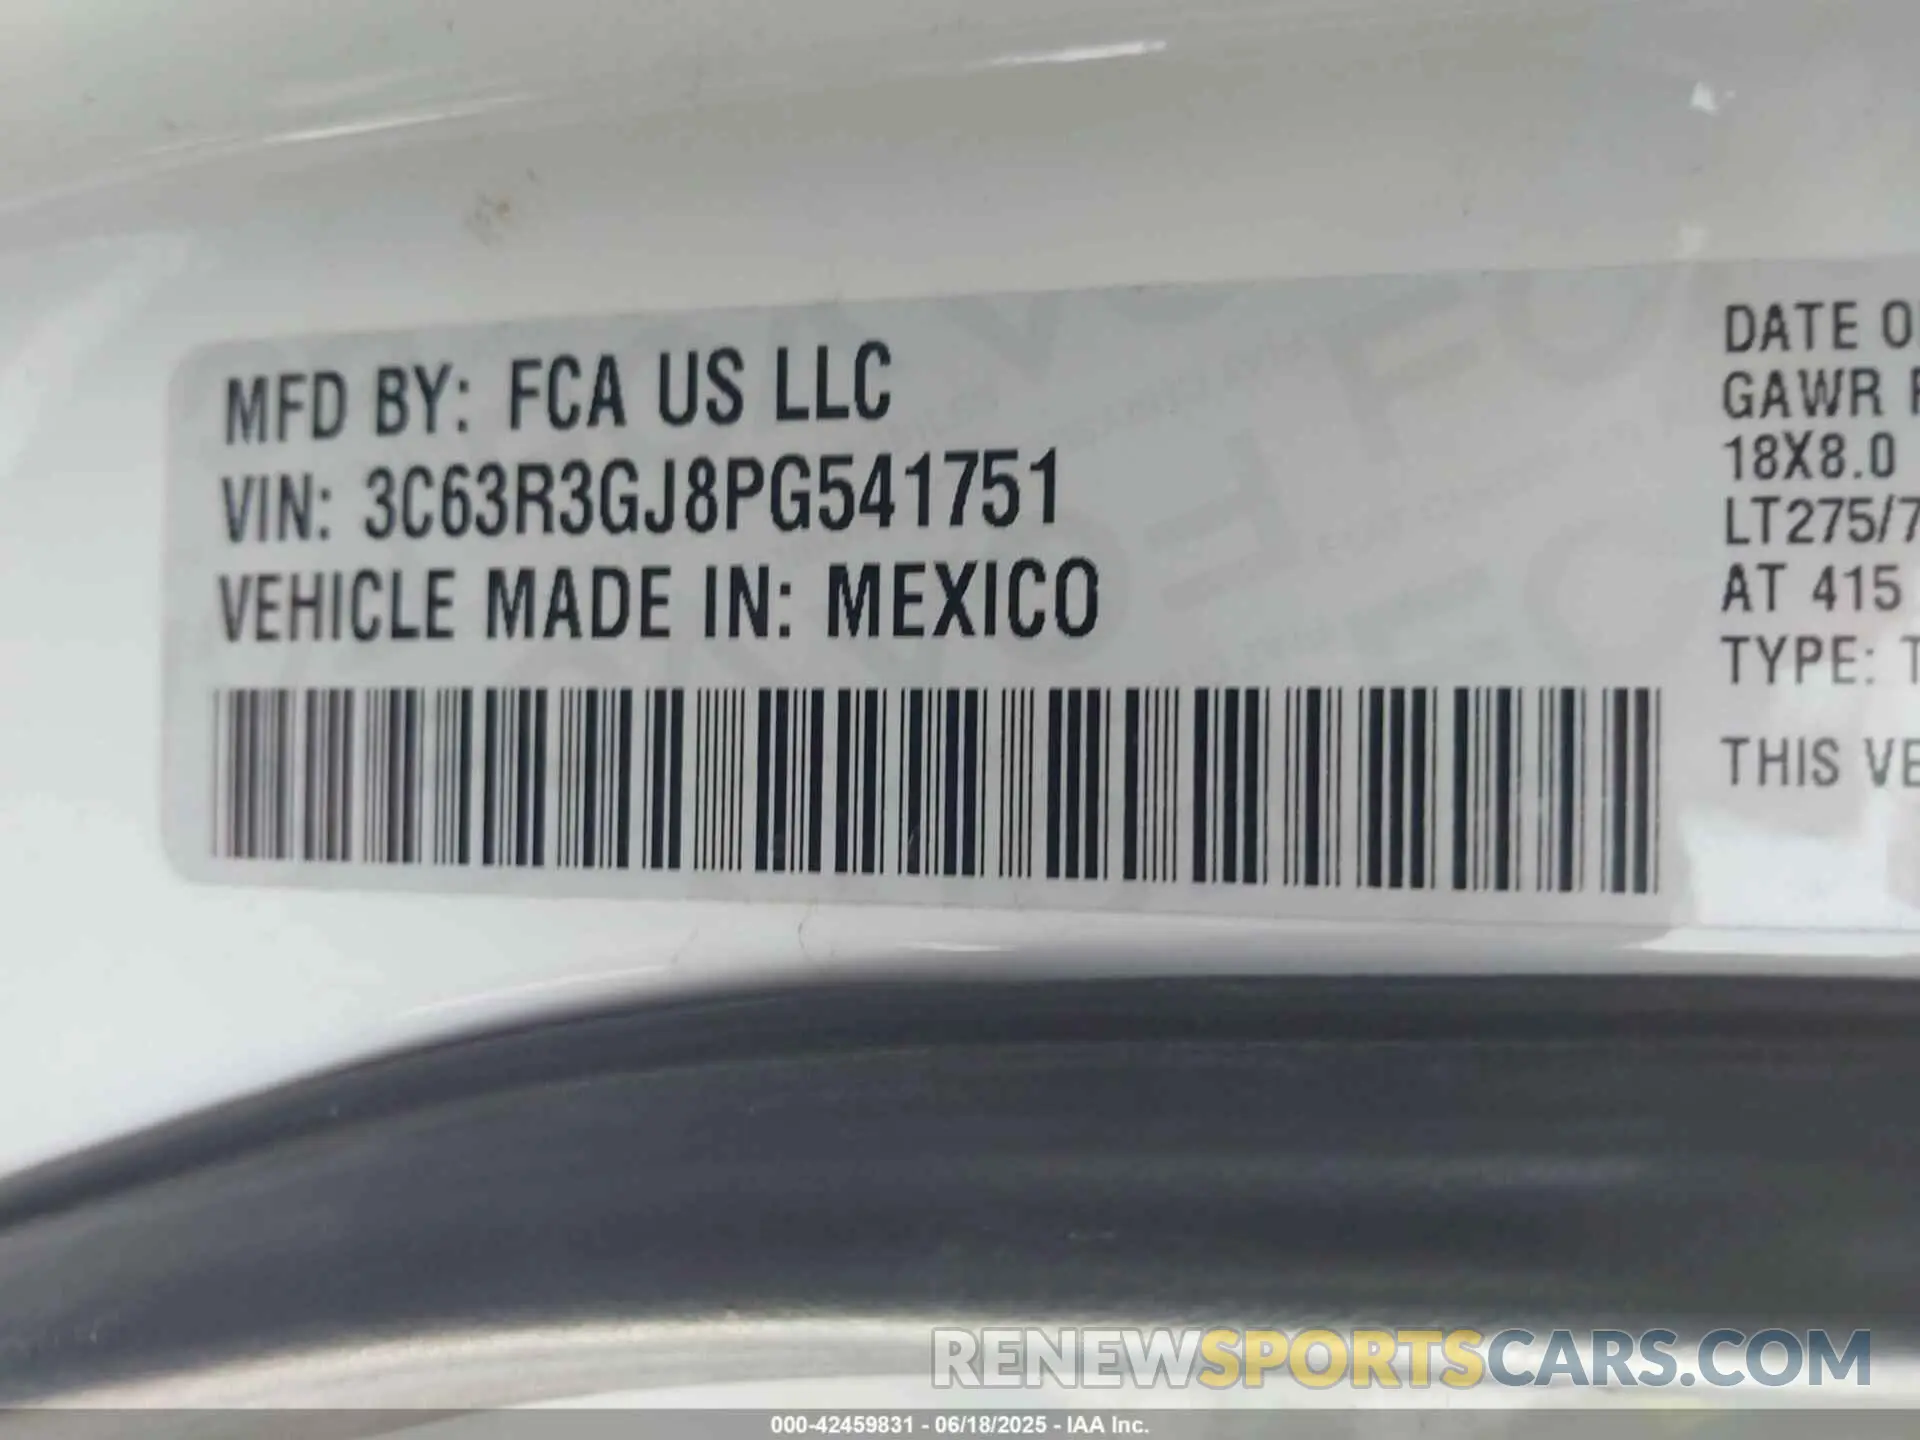 MFD BY: FCA US LLC
VIN: 3C63R3GJ8PG541751
VEHICLE MADE IN: MEXICO
DATE O
GAWR
18X8.0
LT275/7
AT 415
TYPE: T
THIS VE
RENEWSPORTSCARS.COM
000-42459831 - 06/18/2025 - IAA Inc.